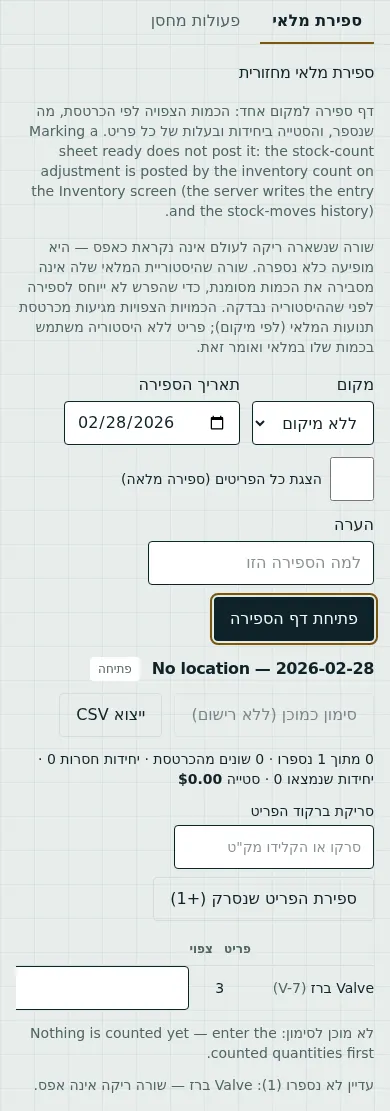 ספירת מלאי
פעולות מחסן
ספירת מלאי מחזורית
דף ספירה למקום אחד: הכמות הצפויה לפי הכרטסת, מה
שנספר, והסטייה ביחידות ובעלות של כל פריט. Marking a
sheet ready does not post it: the stock-count
adjustment is posted by the inventory count on
the Inventory screen (the server writes the entry
and the stock-moves history).
שורה שנשארה ריקה לעולם אינה נקראת כאפס — היא
מופיעה כלא נספרה. שורה שהיסטוריית המלאי שלה אינה
מסבירה את הכמות מסומנת, כדי שהפרש לא ייוחס לספירה
לפני שההיסטוריה נבדקה. הכמויות הצפויות מגיעות מכרטסת
תנועות המלאי (לפי מיקום); פריט ללא היסטוריה משתמש
בכמות שלו במלאי ואומר זאת.
מקום
תאריך הספירה
ללא מיקום
02/28/2026
הצגת כל הפריטים (ספירה מלאה)
הערה
למה הספירה הזו
פתיחת דף הספירה
No location — 2026-02-28
פתיחה
סימון כמוכן (ללא רישום)
ייצוא CSV
0 מתוך 1 נספרו · 0 שונים מהכרטסת · יחידות חסרות 0 ·
יחידות שנמצאו 0 · סטייה $0.00
סריקת ברקוד הפריט
סרקו או הקלידו מק"ט
ספירת הפריט שנסרק (+1)
פריט צפוי
Valve ברז (V-7) 3
לא מוכן לסימון: Nothing is counted yet — enter the
counted quantities first.
עדיין לא נספרו (1): Valve ברז — שורה ריקה אינה אפס.